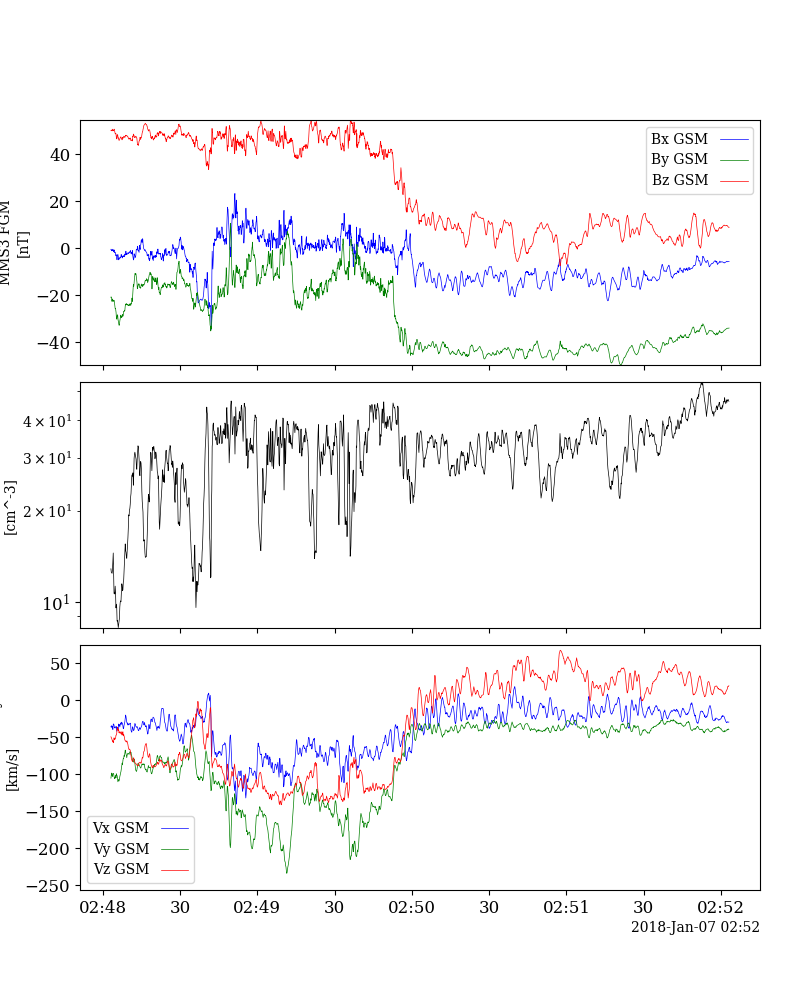 MMS3 FGM
[nT]
40
20
0
−20
−40
Bx GSM
By GSM
Bz GSM
[cm^-3]
4 × 10¹
3 × 10¹
2 × 10¹
10¹
[km/s]
50
0
−50
−100
−150
−200
−250
Vx GSM
Vy GSM
Vz GSM
02:48
30
02:49
30
02:50
30
02:51
30
02:52
2018-Jan-07 02:52